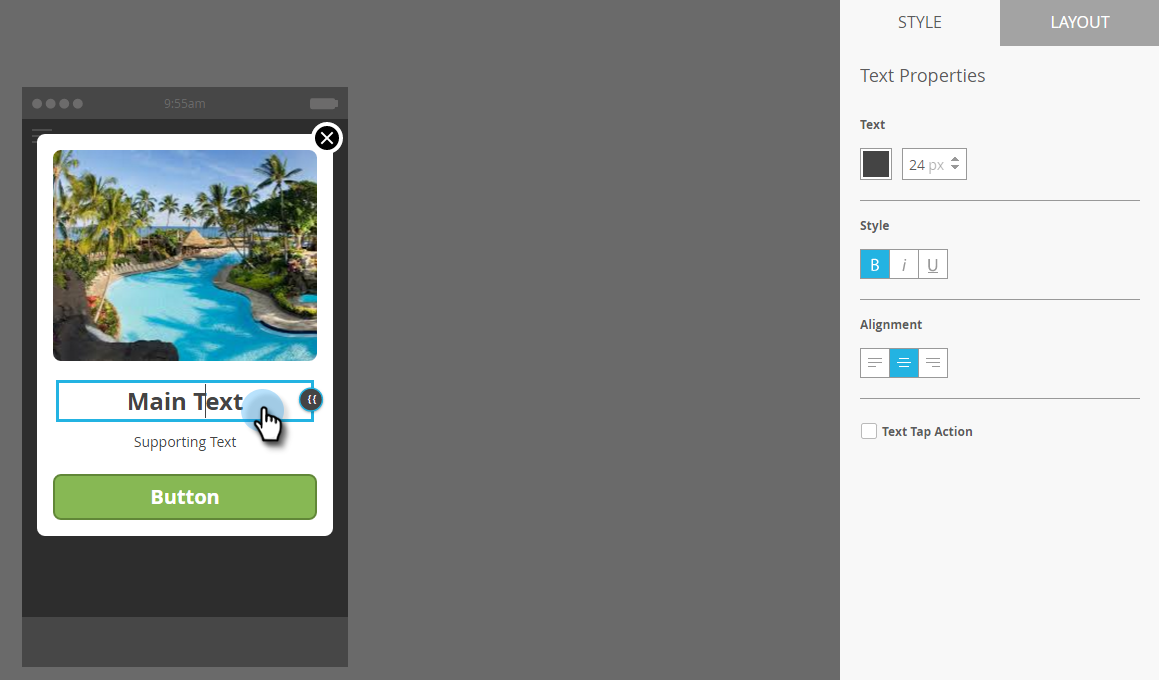 STYLE
LAYOUT
Text Properties
Text
24 px
Style
B i U
Alignment
Text Tap Action
9:55am
Main Text
{{
Supporting Text
Button